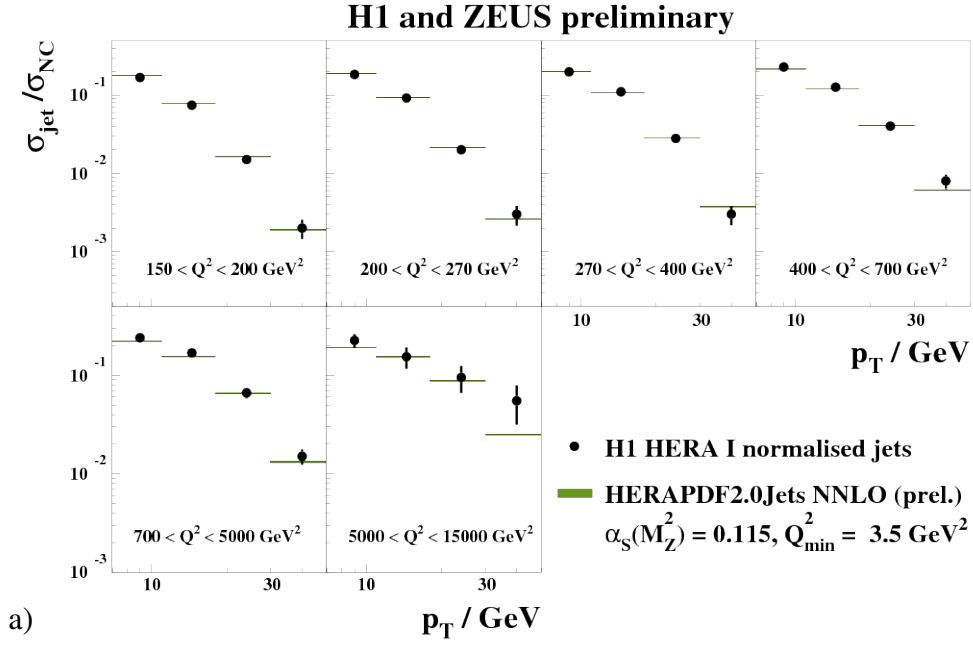 H1 and ZEUS preliminary
σjet /σNC
10^-1
10^-2
10^-3
150 < Q² < 200 GeV²
200 < Q² < 270 GeV²
270 < Q² < 400 GeV²
400 < Q² < 700 GeV²
10 30
10 30
pT / GeV
10^-1
10^-2
10^-3
700 < Q² < 5000 GeV²
5000 < Q² < 15000 GeV²
H1 HERA I normalised jets
HERAPDF2.0Jets NNLO (prel.)
αS(M²Z) = 0.115, Q²min = 3.5 GeV²
10 30
10 30
pT / GeV
a)